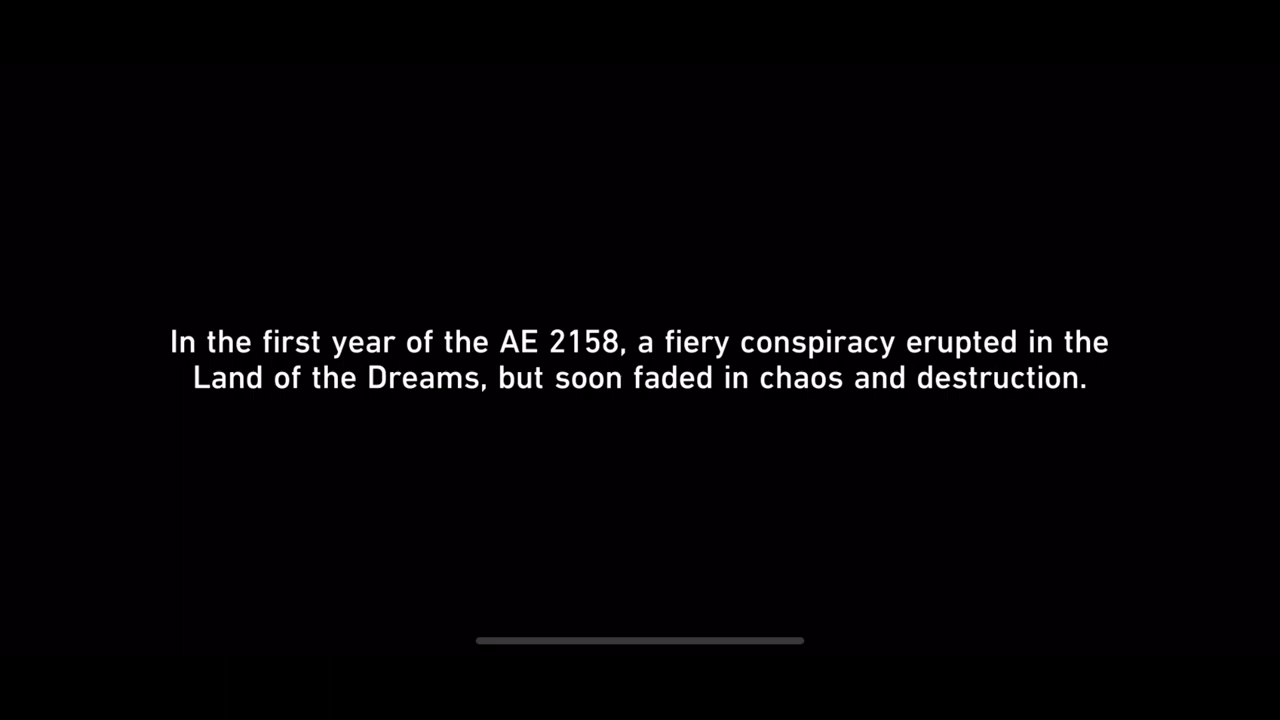 In the first year of the AE 2158, a fiery conspiracy erupted in the
Land of the Dreams, but soon faded in chaos and destruction.